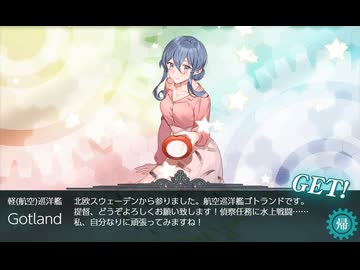 GET!
軽(航空)巡洋艦
Gotland
北欧スウェーデンから参りました。航空巡洋艦ゴトランドです。
提督、どうぞよろしくお願い致します！偵察任務に水上戦闘……
私、自分なりに頑張ってみますね！
帰